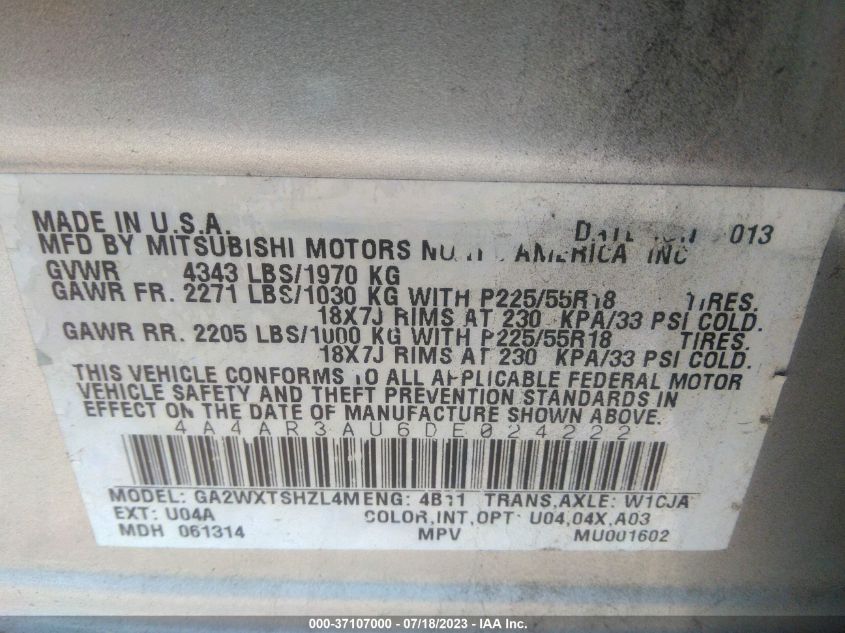 MADE IN U.S.A. 013
MFD BY MITSUBISHI MOTORS AMERICA INC
GVWR 4343 LBS/1970 KG
GAWR FR. 2271 LBS/1030 KG WITH P225/55R18 TIRES.
18X7J RIMS AT 230 KPA/33 PSI COLD.
GAWR RR. 2205 LBS/1000 KG WITH P225/55R18 TIRES.
18X7J RIMS AT 230 KPA/33 PSI COLD.
THIS VEHICLE CONFORMS TO ALL APPLICABLE FEDERAL MOTOR
VEHICLE SAFETY AND THEFT PREVENTION STANDARDS IN
EFFECT ON THE DATE OF MANUFACTURE SHOWN ABOVE.
4A4AR3AU6DE024222
MODEL: GA2WXTSHZL4M ENG: 4B11 TRANS,AXLE: W1CJA
EXT: U04A COLOR,INT,OPT: U04,04X,A03
MDH 061314 MPV MU001602
000-37107000 - 07/18/2023 - © IAA Inc.